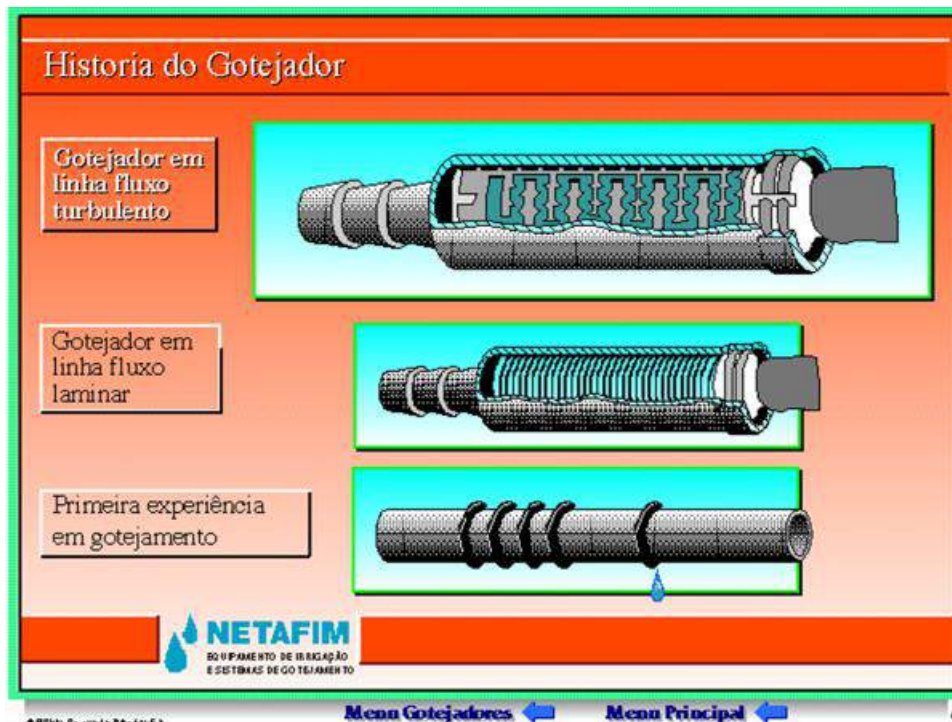 Historia do Gotejador
Gotejador em
linha fluxo
turbulento
Gotejador em
linha fluxo
laminar
Primeira experiência
em gotejamento
NETAFIM
EQUIPAMENTO DE IRRIGAÇÃO
E SISTEMAS DE GOTEJAMENTO
Menu Gotejadores
Menu Principal